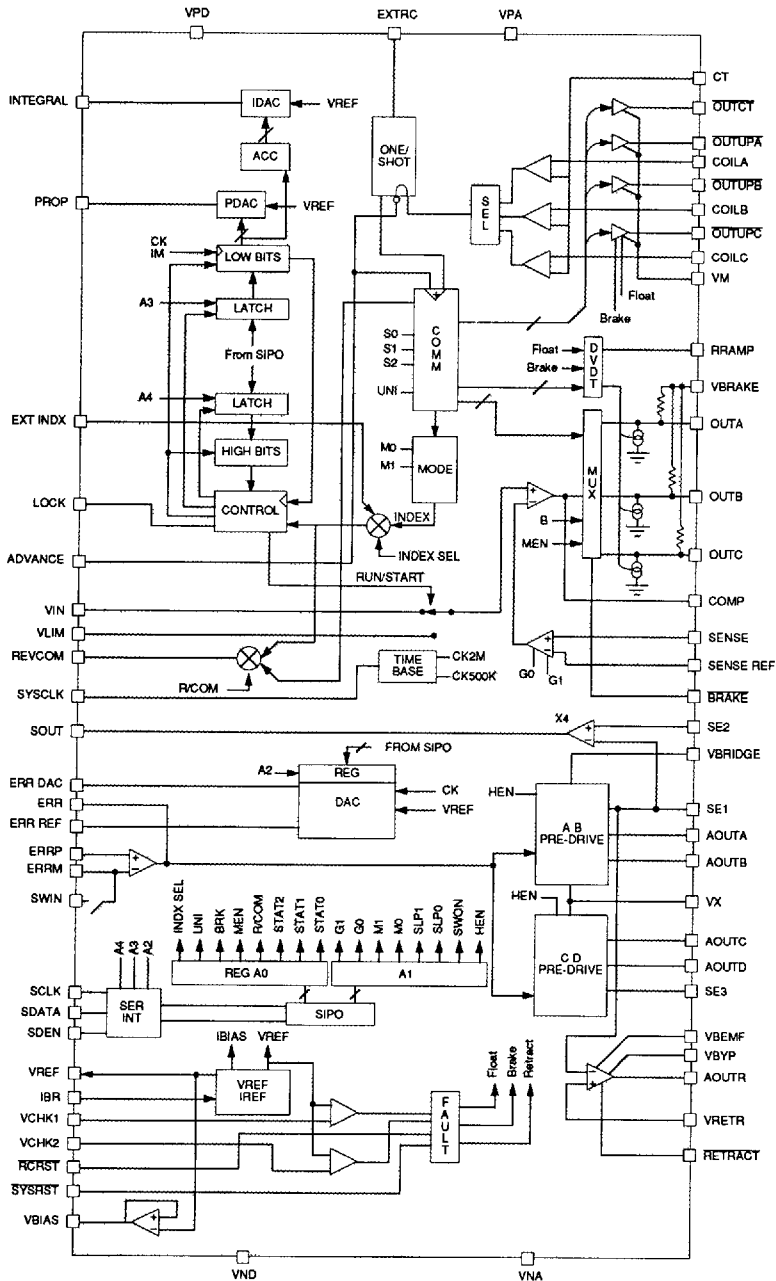 VPD
EXTRC
VPA
INTEGRAL
IDAC
VREF
ACC
PROP
PDAC
VREF
CK
IM
LOW BITS
A3
LATCH
From SIPO
A4
LATCH
EXT INDX
HIGH BITS
LOCK
CONTROL
ADVANCE
RUN/START
VIN
VLIM
REVCOM
R/COM
SYSCLK
ONE/
SHOT
SEL
CT
OUTCT
OUTUPA
COILA
OUTUPB
COILB
OUTUPC
COILC
VM
Float
Brake
S0
S1
S2
UNI
COMM
M0
M1
MODE
INDEX
INDEX SEL
Float
Brake
DVDT
RRAMP
VBRAKE
OUTA
MUX
OUTB
B
MEN
OUTC
COMP
SENSE
SENSE REF
G0
G1
BRAKE
TIME
BASE
CK2M
CK500K
SOUT
X4
SE2
FROM SIPO
VBRIDGE
A2
REG
ERR DAC
DAC
CK
VREF
ERR
ERR REF
HEN
A B
PRE-DRIVE
SE1
AOUTA
AOUTB
ERRP
ERRM
SWIN
HEN
VX
C D
PRE-DRIVE
AOUTC
AOUTD
SE3
INDX SEL
UNI
BRK
MEN
R/COM
STAT2
STAT1
STAT0
G1
G0
M1
M0
SLP1
SLP0
SWON
HEN
A4
A3
A2
REG A0
A1
SCLK
SDATA
SDEN
SER
INT
SIPO
IBIAS
VREF
Float
Brake
Retract
VREF
IBR
VREF
IREF
VCHK1
VCHK2
RCRST
SYSRST
FAULT
VBIAS
VBEMF
VBYP
AOUTR
VRETR
RETRACT
VND
VNA